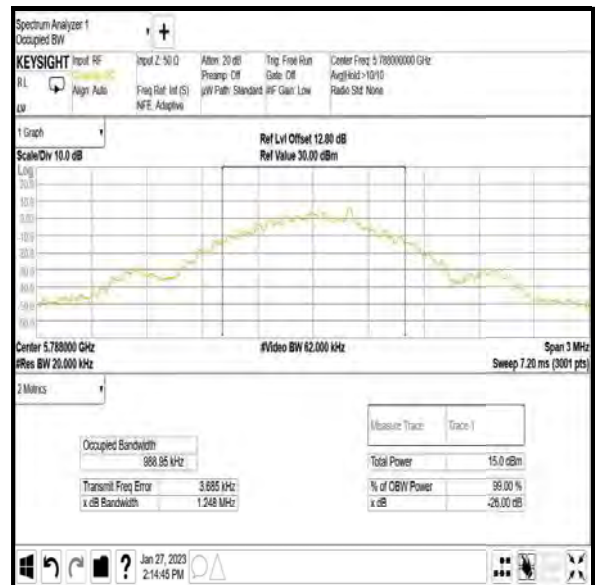 Spectrum Analyzer 1
Occupied BW
+
KEYSIGHT Input: RF Input Z: 50 Ω Atten: 20 dB Trig: Free Run Center Freq: 5.788000000 GHz
Preamp: Off Gate: Off Avg|Hold:>10/10
RL Align: Auto Freq Ref: Int (S) µW Path: Standard #IF Gain: Low Radio Std: None
NFE: Adaptive
1 Graph
Ref Lvl Offset 12.80 dB
Scale/Div 10.0 dB Ref Value 30.00 dBm
Log
Center 5.788000 GHz #Video BW 62.000 kHz Span 3 MHz
#Res BW 20.000 kHz Sweep 7.20 ms (3001 pts)
2 Metrics
Measure Trace Trace 1
Occupied Bandwidth
988.95 kHz
Total Power 15.0 dBm
Transmit Freq Error 3.685 kHz % of OBW Power 99.00 %
x dB Bandwidth 1.248 MHz x dB -26.00 dB
? Jan 27, 2023
2:14:45 PM